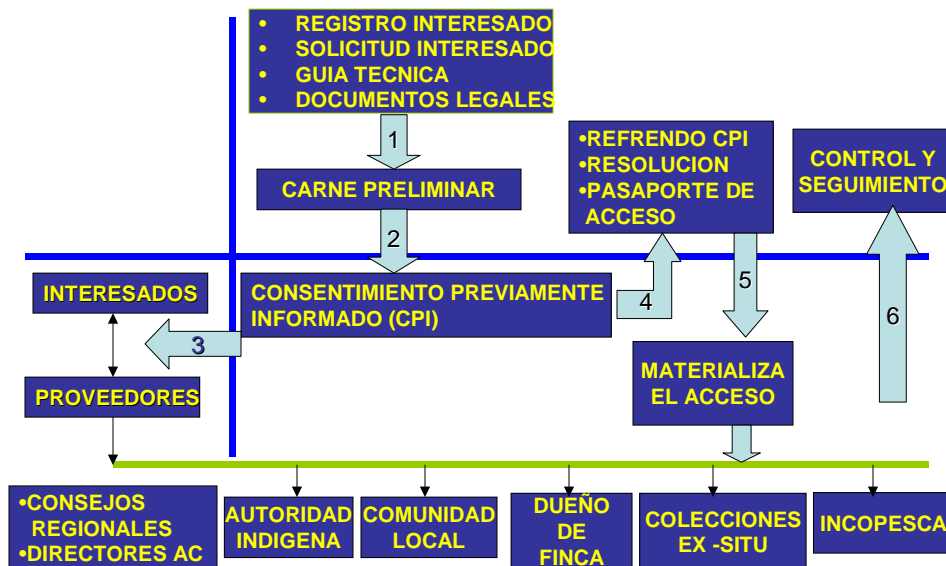 • REGISTRO INTERESADO
• SOLICITUD INTERESADO
• GUIA TECNICA
• DOCUMENTOS LEGALES
1
CARNE PRELIMINAR
2
•REFRENDO CPI
•RESOLUCION
•PASAPORTE DE
ACCESO
CONTROL Y
SEGUIMIENTO
INTERESADOS
CONSENTIMIENTO PREVIAMENTE
INFORMADO (CPI)
3
4
5
6
PROVEEDORES
MATERIALIZA
EL ACCESO
•CONSEJOS
REGIONALES
•DIRECTORES AC
AUTORIDAD
INDIGENA
COMUNIDAD
LOCAL
DUEÑO
DE
FINCA
COLECCIONES
EX -SITU
INCOPESCA